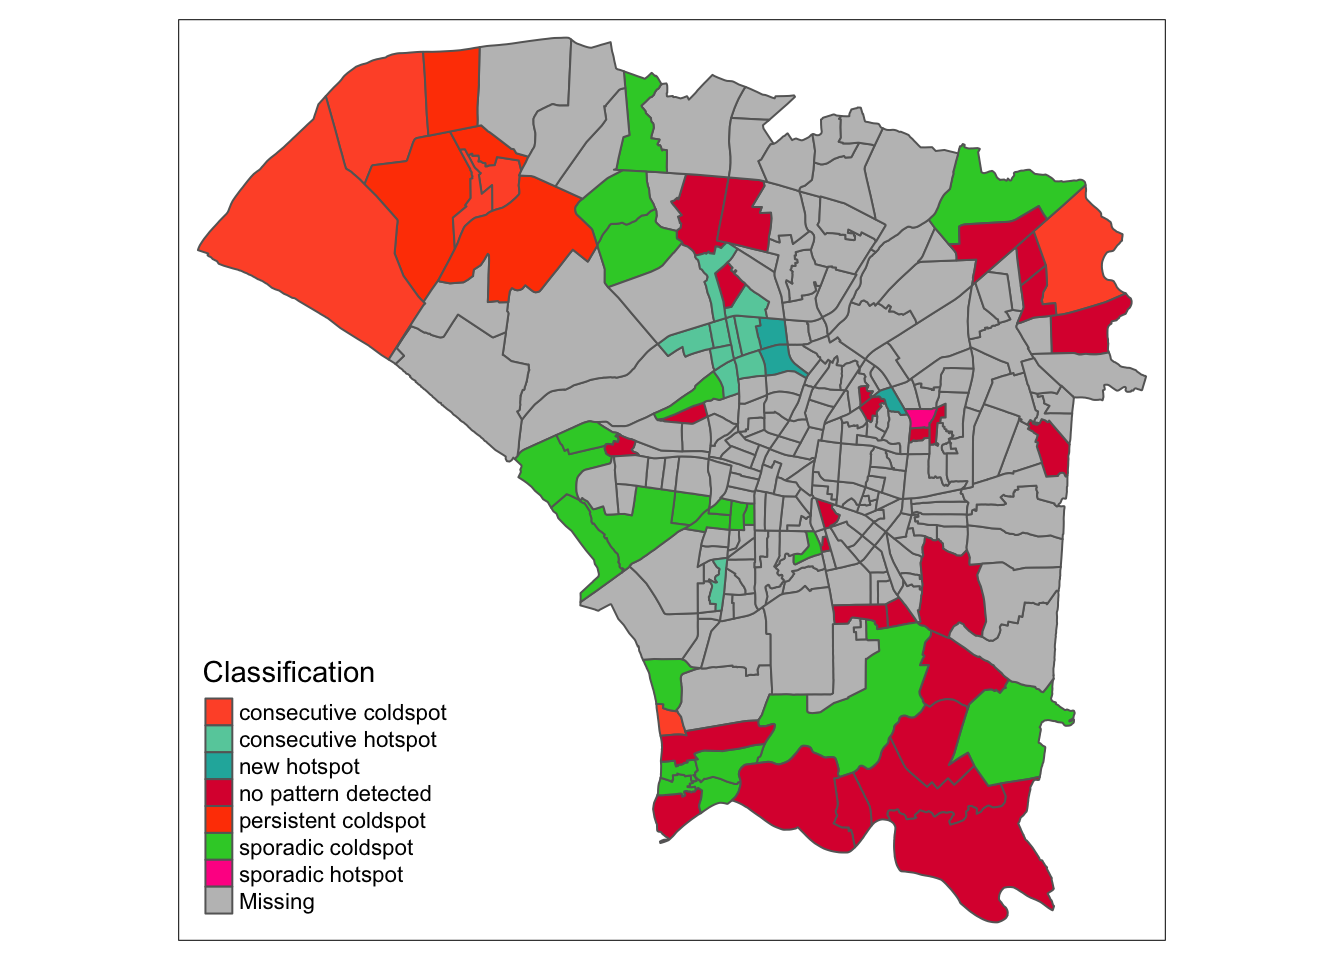 Classification
consecutive coldspot
consecutive hotspot
new hotspot
no pattern detected
persistent coldspot
sporadic coldspot
sporadic hotspot
Missing